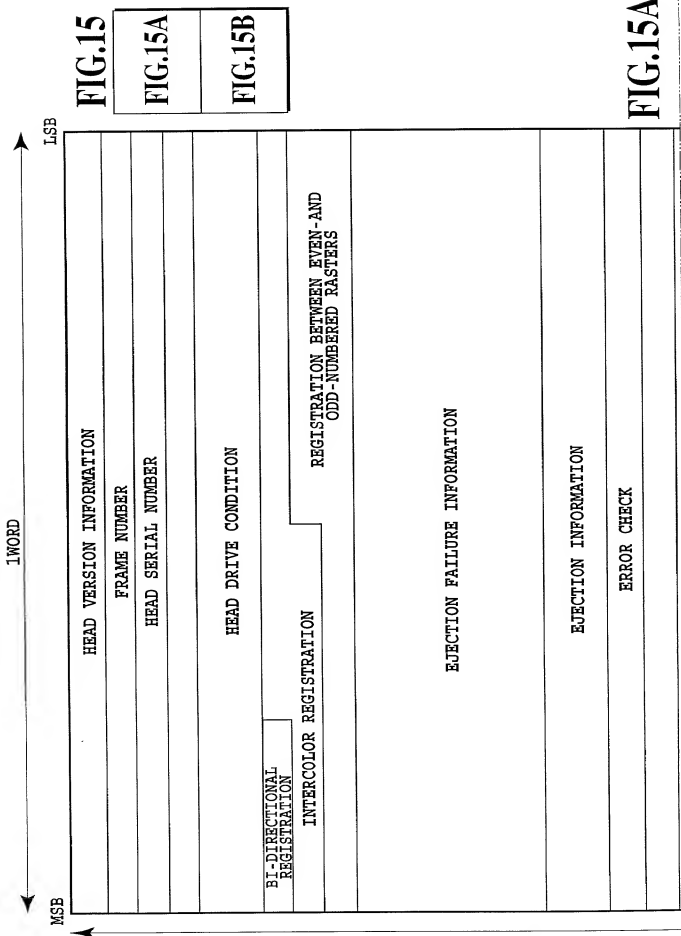 1WORD
MSB
LSB
HEAD VERSION INFORMATION
FRAME NUMBER
HEAD SERIAL NUMBER
HEAD DRIVE CONDITION
BI-DIRECTIONAL
REGISTRATION
INTERCOLOR REGISTRATION
REGISTRATION BETWEEN EVEN-AND
ODD-NUMBERED RASTERS
EJECTION FAILURE INFORMATION
EJECTION INFORMATION
ERROR CHECK
FIG.15
FIG.15A
FIG.15B
FIG.15A